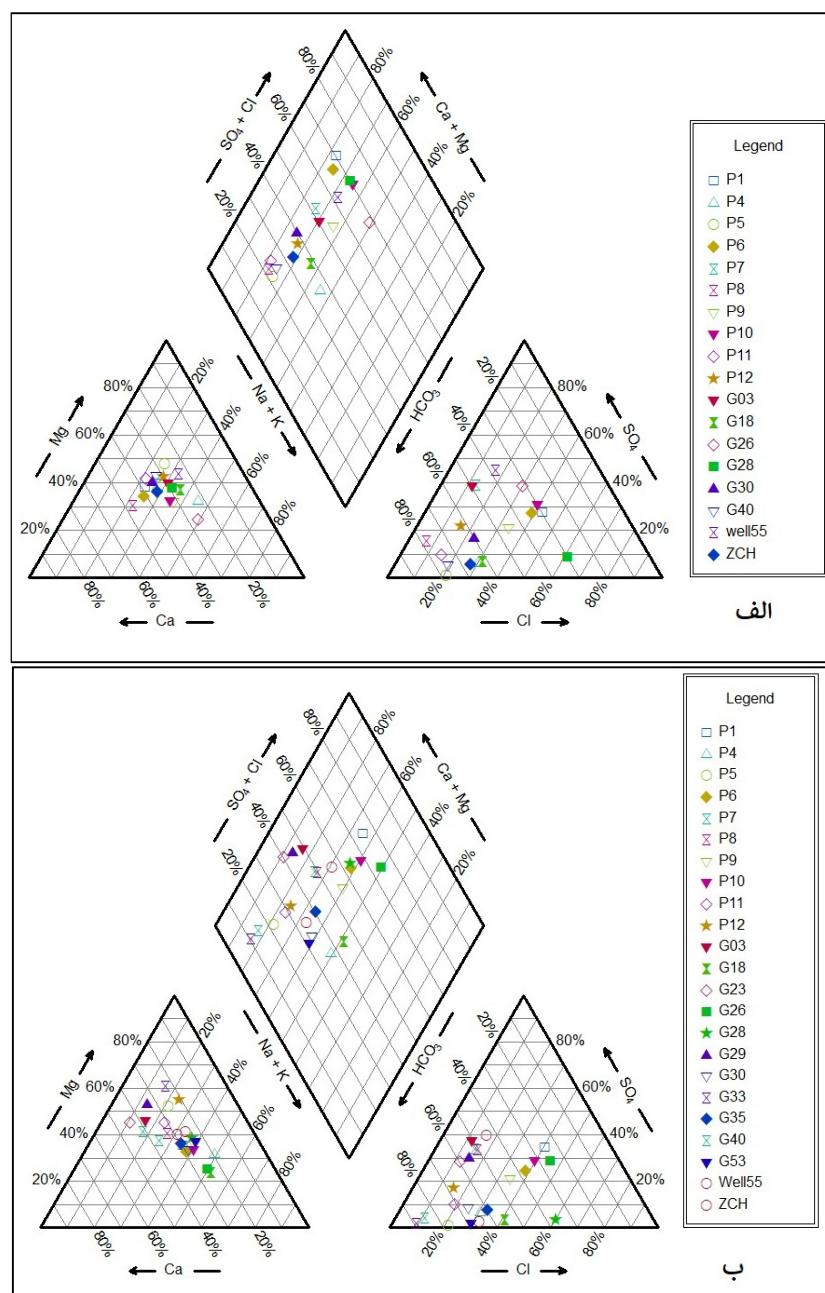 80%
80%
60%
60%
SO₄ + Cl
Ca + Mg
40%
40%
20%
20%
Mg
Na + K
HCO₃
SO₄
80%
20%
20%
80%
60%
40%
40%
60%
40%
60%
60%
40%
20%
80%
80%
20%
80%
60%
40%
20%
20%
40%
60%
80%
Ca
Cl
Legend
P1
P4
P5
P6
P7
P8
P9
P10
P11
P12
G03
G18
G26
G28
G30
G40
well55
ZCH
الف
80%
80%
60%
60%
SO₄ + Cl
Ca + Mg
40%
40%
20%
20%
Mg
Na + K
HCO₃
SO₄
80%
20%
20%
80%
60%
40%
40%
60%
40%
60%
60%
40%
20%
80%
80%
20%
80%
60%
40%
20%
20%
40%
60%
80%
Ca
Cl
Legend
P1
P4
P5
P6
P7
P8
P9
P10
P11
P12
G03
G18
G23
G26
G28
G29
G30
G33
G35
G40
G53
Well55
ZCH
ب